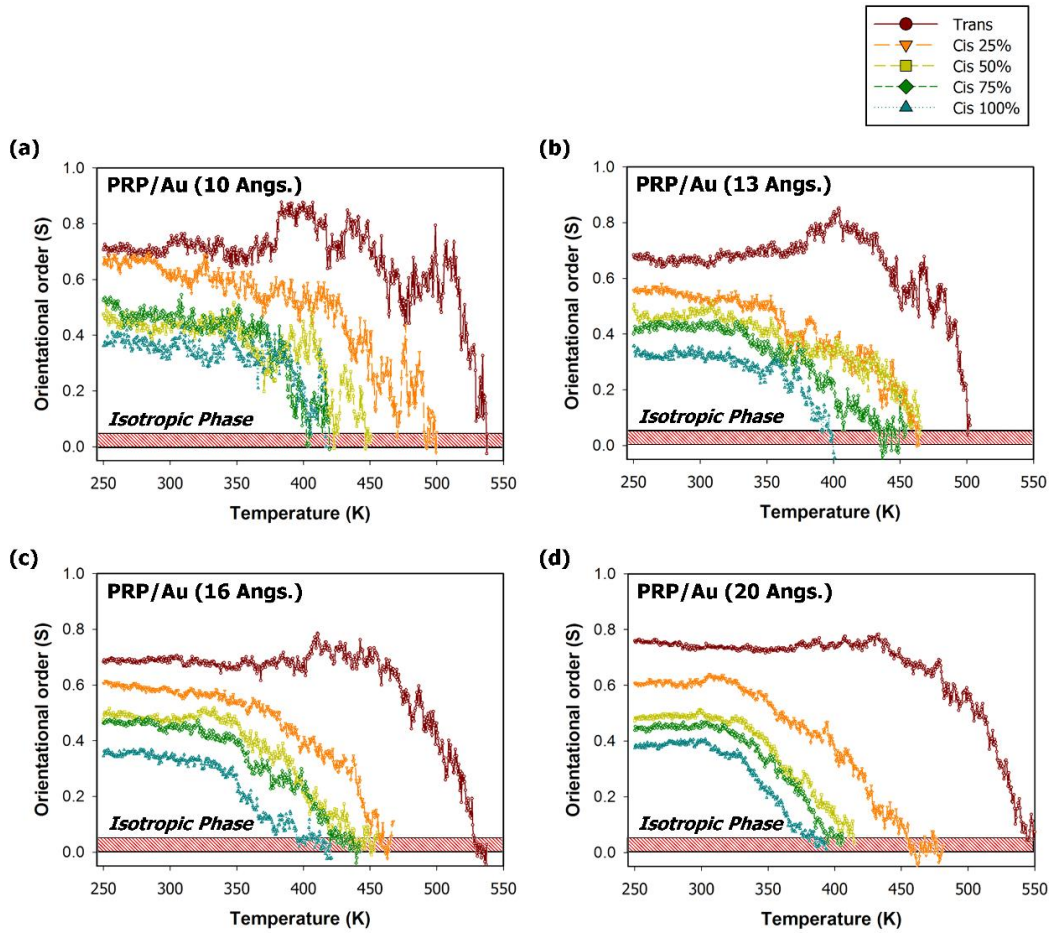 Trans
Cis 25%
Cis 50%
Cis 75%
Cis 100%
(a)
PRP/Au (10 Angs.)
Orientational order (S)
1.0
0.8
0.6
0.4
0.2
0.0
Isotropic Phase
250 300 350 400 450 500 550
Temperature (K)
(b)
PRP/Au (13 Angs.)
Orientational order (S)
1.0
0.8
0.6
0.4
0.2
0.0
Isotropic Phase
250 300 350 400 450 500 550
Temperature (K)
(c)
PRP/Au (16 Angs.)
Orientational order (S)
1.0
0.8
0.6
0.4
0.2
0.0
Isotropic Phase
250 300 350 400 450 500 550
Temperature (K)
(d)
PRP/Au (20 Angs.)
Orientational order (S)
1.0
0.8
0.6
0.4
0.2
0.0
Isotropic Phase
250 300 350 400 450 500 550
Temperature (K)